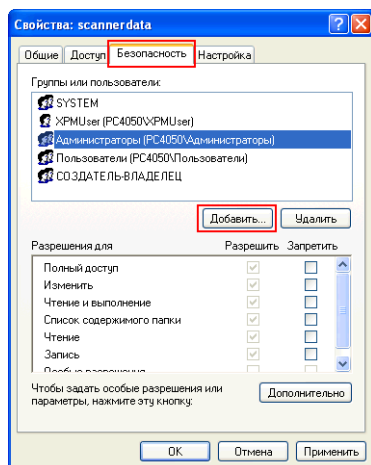 Свойства: scannerdata
Общие Доступ Безопасность Настройка
Группы или пользователи:
SYSTEM
XPMUser (PC4050\XPMUser)
Администраторы (PC4050\Администраторы)
Пользователи (PC4050\Пользователи)
СОЗДАТЕЛЬ-ВЛАДЕЛЕЦ
Добавить... Удалить
Разрешения для Разрешить Запретить
Полный доступ
Изменить
Чтение и выполнение
Список содержимого папки
Чтение
Запись
Особые разрешения
Чтобы задать особые разрешения или
параметры, нажмите эту кнопку:
Дополнительно
OK Отмена Применить